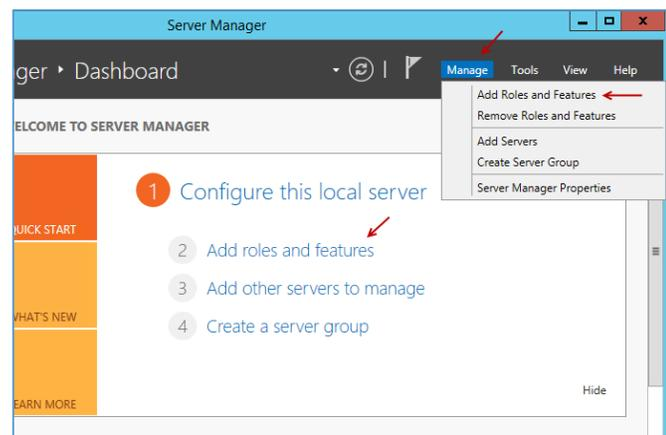 Server Manager
ger ‣ Dashboard
Manage Tools View Help
Add Roles and Features
Remove Roles and Features
Add Servers
Create Server Group
Server Manager Properties
ELCOME TO SERVER MANAGER
1 Configure this local server
QUICK START
2 Add roles and features
3 Add other servers to manage
WHAT'S NEW
4 Create a server group
Hide
EARN MORE